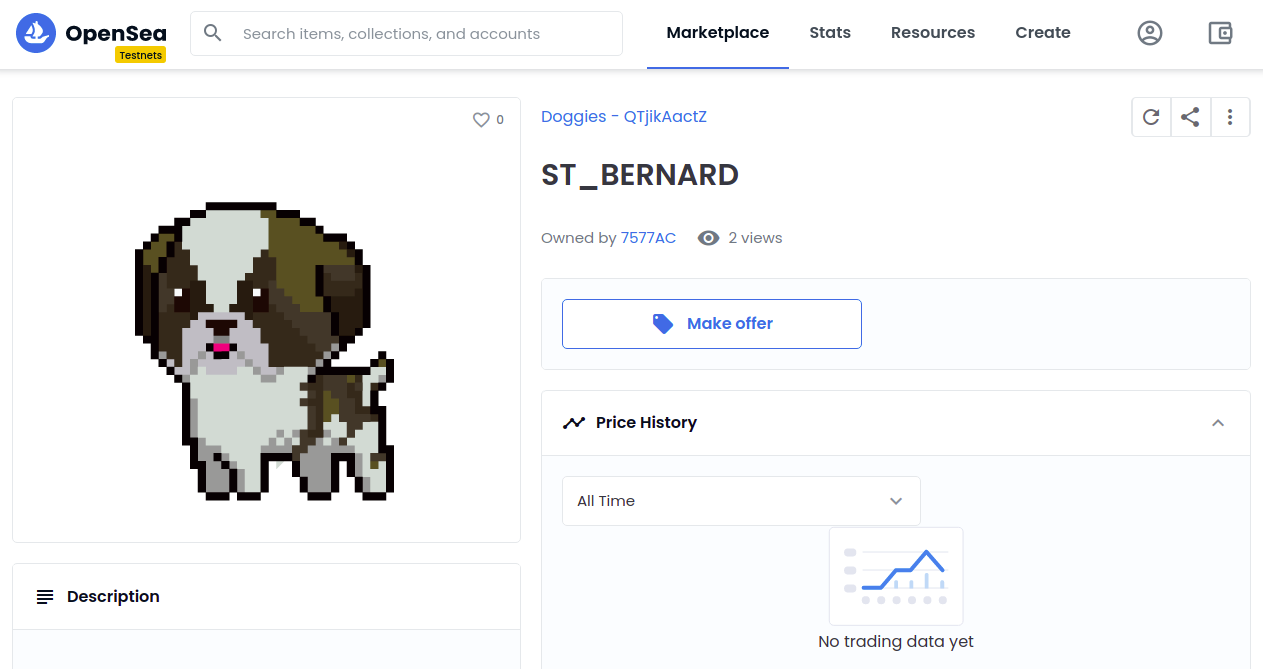 OpenSea
Testnets
Search items, collections, and accounts
Marketplace
Stats
Resources
Create
0
Doggies - QTjikAactZ
ST_BERNARD
Owned by 7577AC
2 views
Make offer
Price History
All Time
No trading data yet
Description